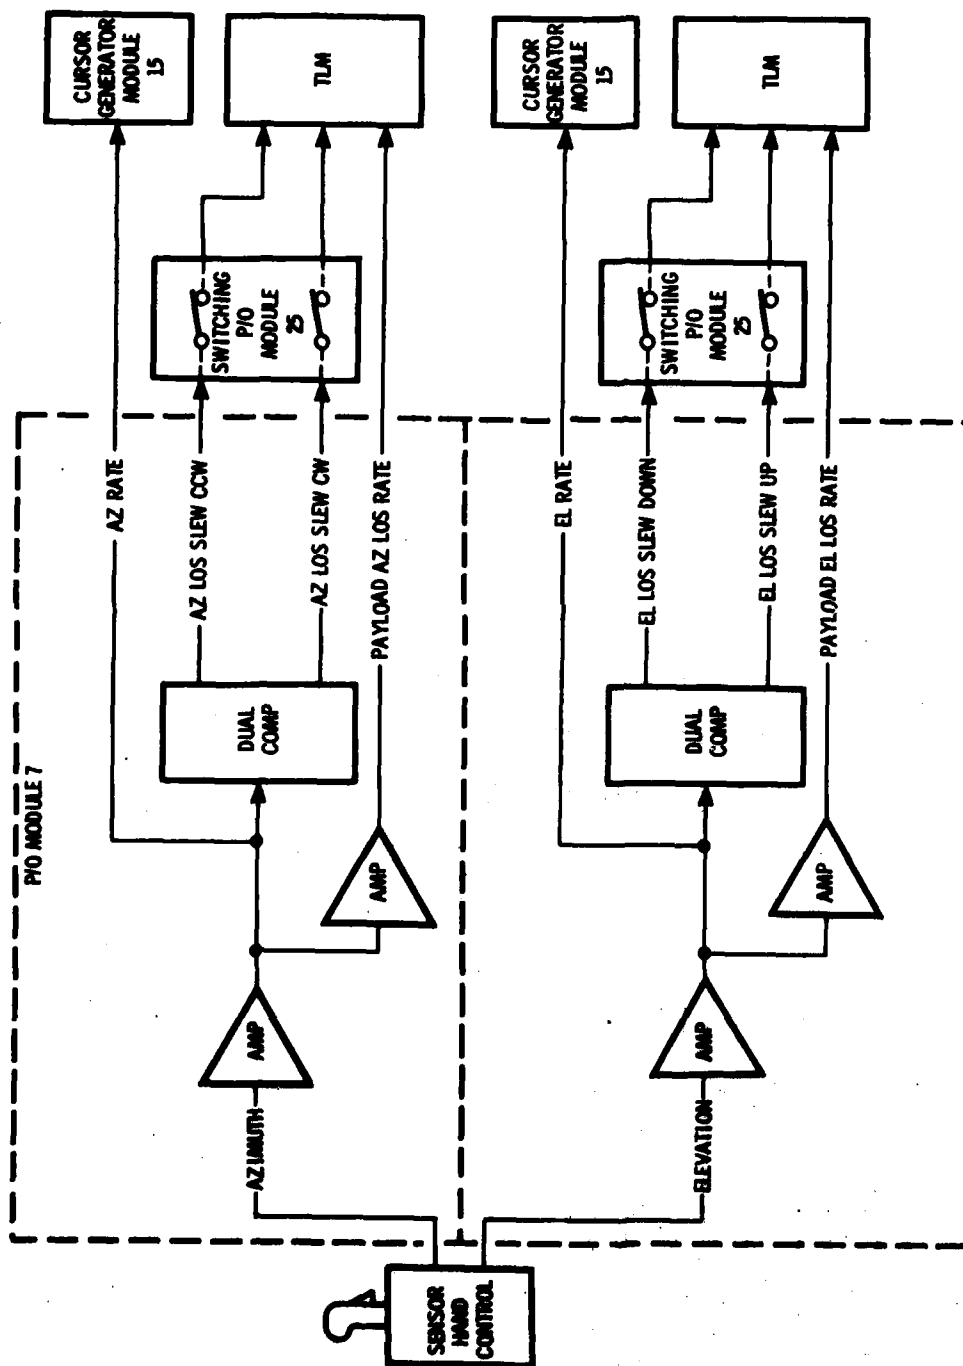 P/O MODULE 7
SENSOR
HAND
CONTROL
AZIMUTH
AMP
AMP
DUAL
COMP
AZ RATE
AZ LOS SLEW CCW
AZ LOS SLEW CW
PAYLOAD AZ LOS RATE
SWITCHING
P/O
MODULE
25
CURSOR
GENERATOR
MODULE
15
TLM
ELEVATION
AMP
AMP
DUAL
COMP
EL RATE
EL LOS SLEW DOWN
EL LOS SLEW UP
PAYLOAD EL LOS RATE
SWITCHING
P/O
MODULE
25
CURSOR
GENERATOR
MODULE
15
TLM